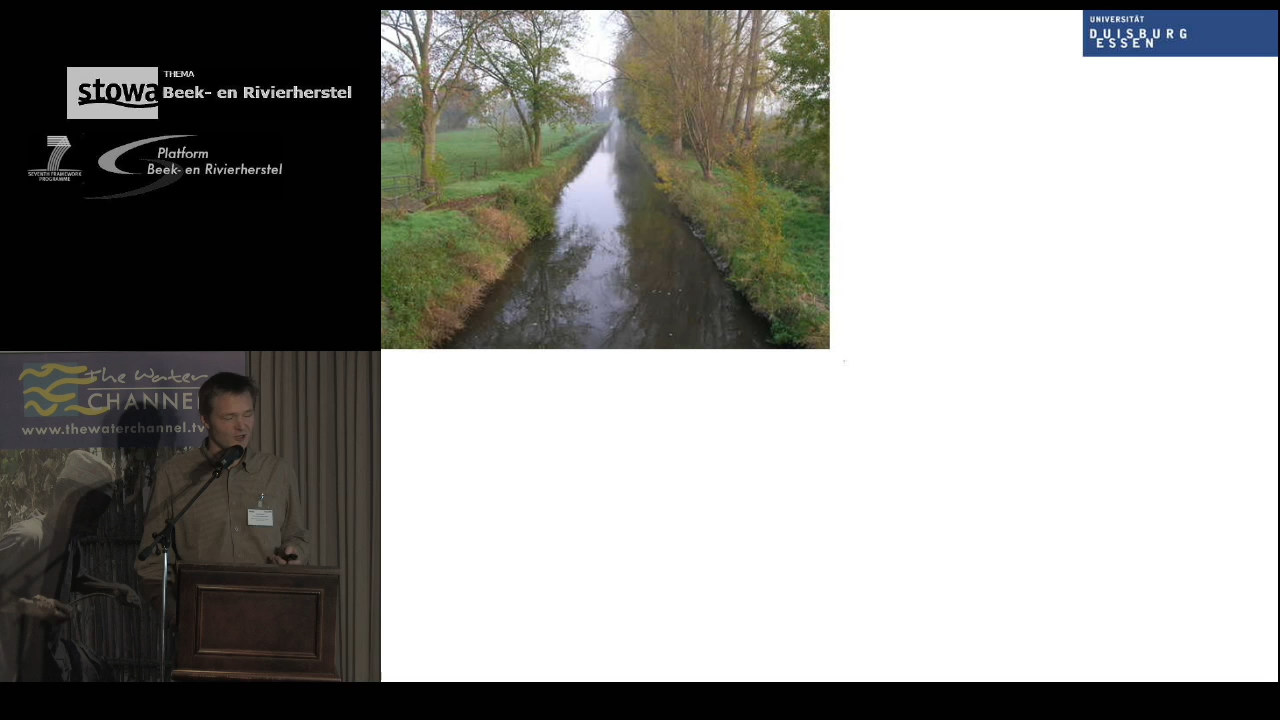 stowa
THEMA
Beek- en Rivierherstel
SEVENTH FRAMEWORK
PROGRAMME
Platform
Beek- en Rivierherstel
UNIVERSITÄT
DUISBURG
ESSEN
the water
CHANNEL
www.thewaterchannel.tv